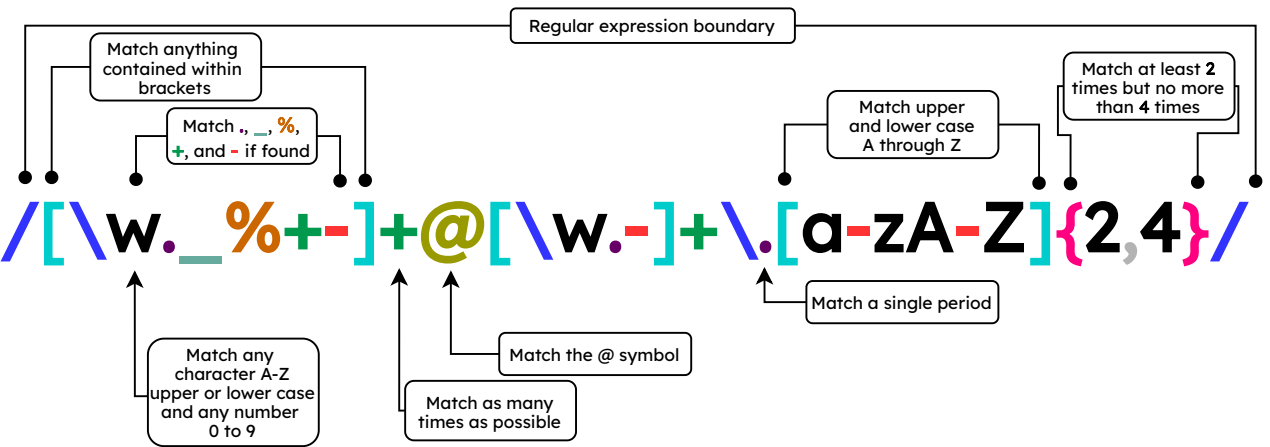 Regular expression boundary
Match anything
contained within
brackets
Match ., _, %,
+, and - if found
Match upper
and lower case
A through Z
Match at least 2
times but no more
than 4 times
/[\w._%+-]+@[\w.-]+\.[a-zA-Z]{2,4}/
Match a single period
Match the @ symbol
Match any
character A-Z
upper or lower case
and any number
0 to 9
Match as many
times as possible